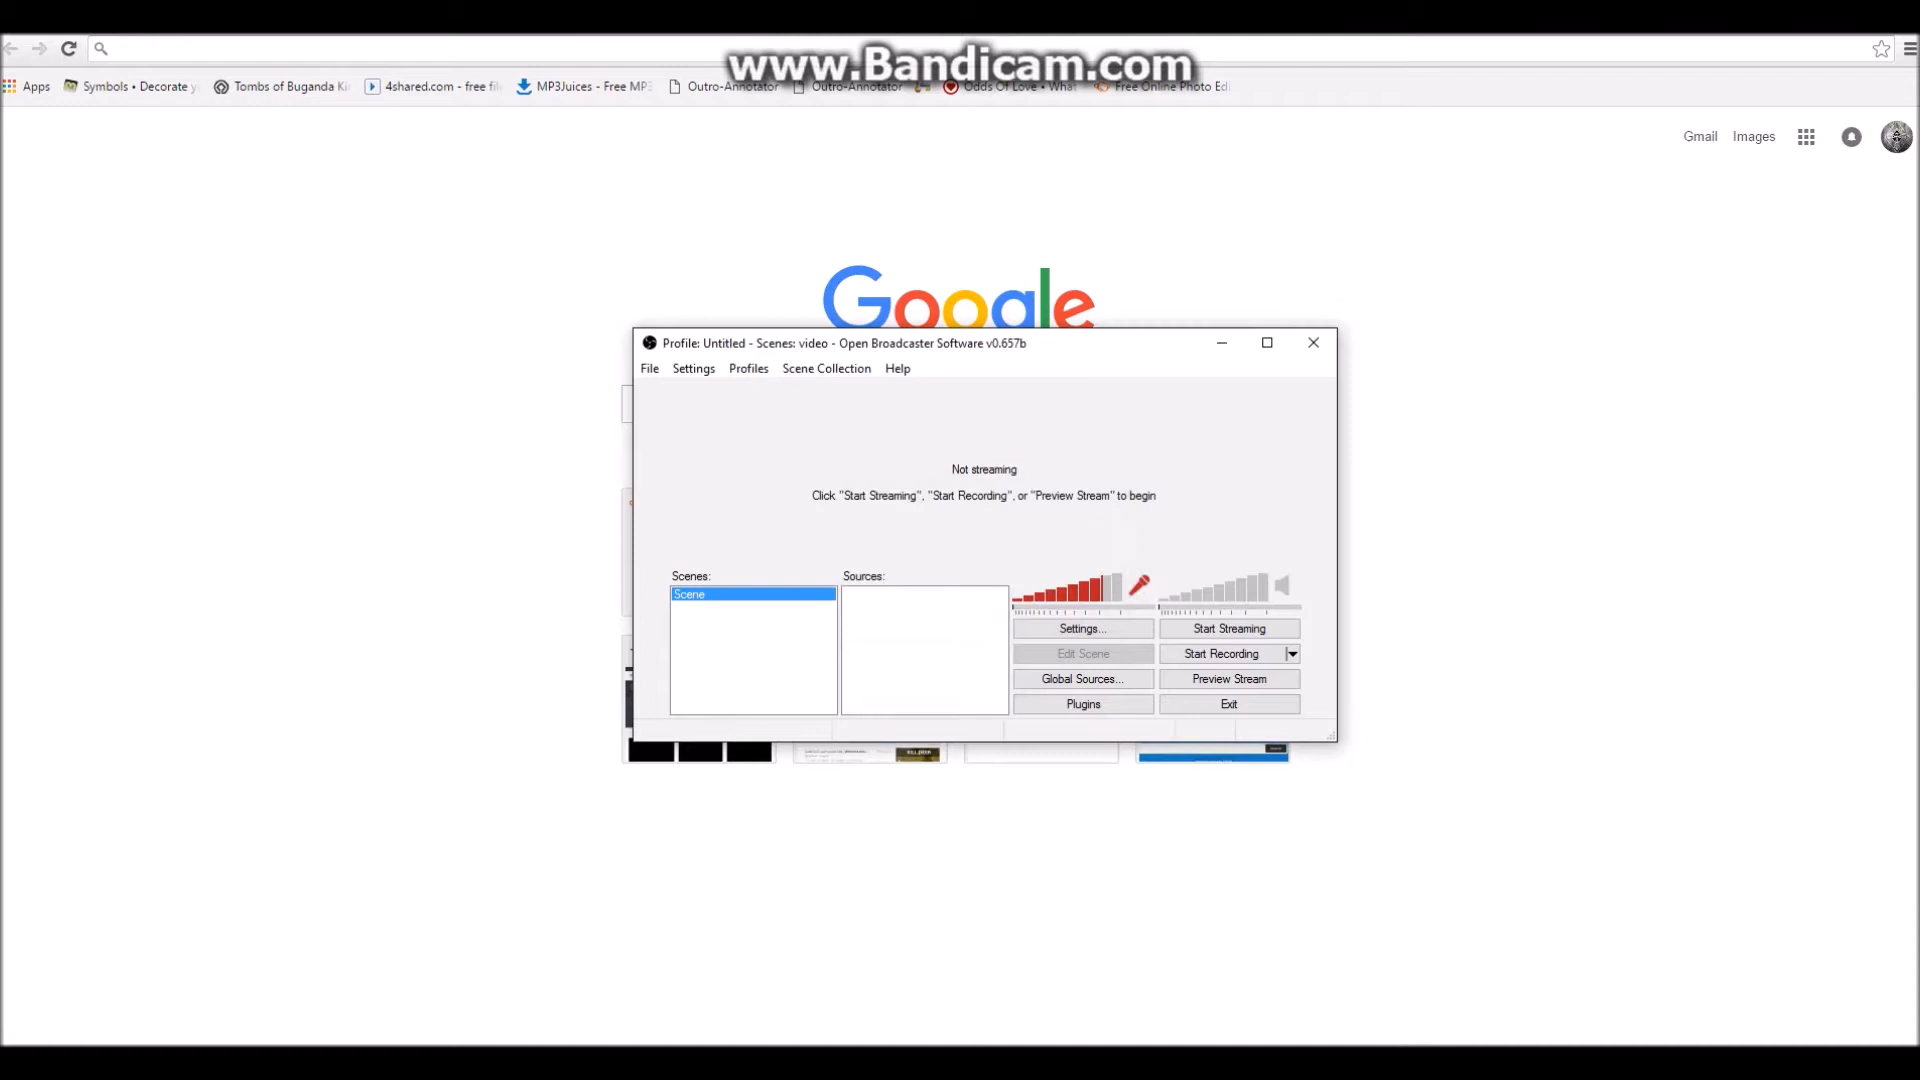 www.Bandicam.com
Apps
Symbols • Decorate y
Tombs of Buganda Ki
4shared.com - free fil
MP3Juices - Free MP3
Outro-Annotator
Outro-Annotator
Odds Of Love • What
Free Online Photo Edi
Gmail
Images
Google
Profile: Untitled - Scenes: video - Open Broadcaster Software v0.657b
File
Settings
Profiles
Scene Collection
Help
Not streaming
Click "Start Streaming", "Start Recording", or "Preview Stream" to begin
Scenes:
Sources:
Scene
Settings...
Start Streaming
Edit Scene
Start Recording
Global Sources...
Preview Stream
Plugins
Exit